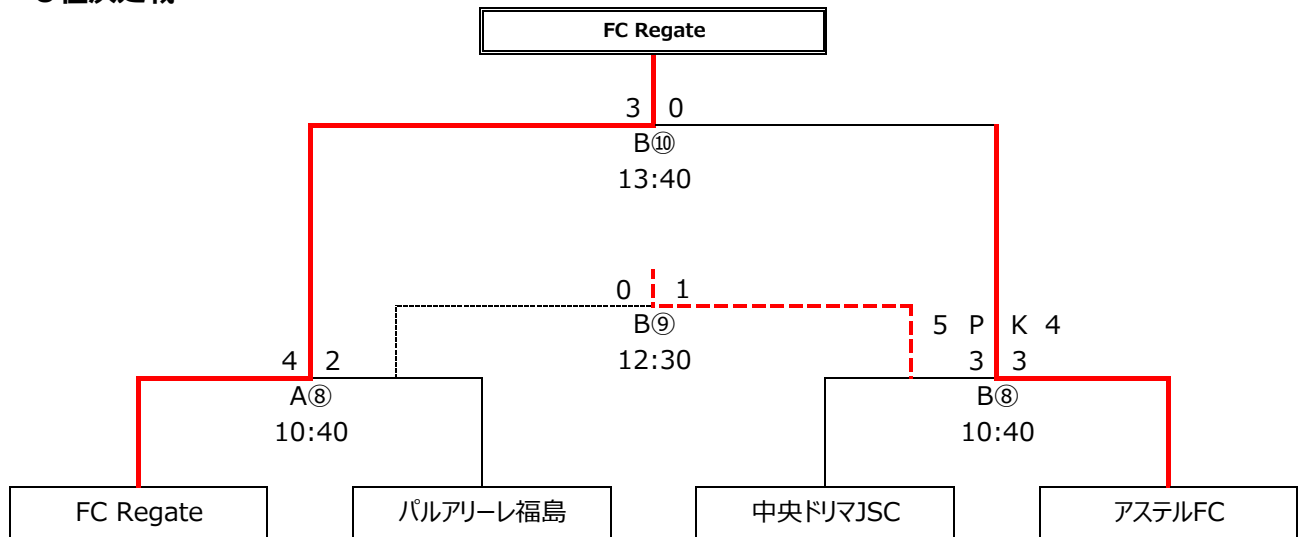 FC Regate
3 0
B⑩
13:40
0 1
B⑨
12:30
5 P K 4
4 2
3 3
A⑧
B⑧
10:40
10:40
FC Regate
パルアリーレ福島
中央ドリマJSC
アステルFC